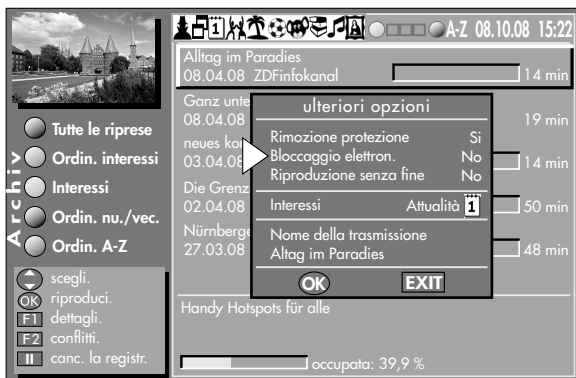 A-Z 08.10.08 15:22
Archiv
Tutte le riprese
Ordin. interessi
Interessi
Ordin. nu./vec.
Ordin. A-Z
scegli.
OK riproduci.
F1 dettagli.
F2 conflitti.
II canc. la registr.
Alltag im Paradies
08.04.08 ZDFinfokanal 14 min
Ganz unte
08.04.08 19 min
neues ko
03.04.08 14 min
Die Grenz
02.04.08 50 min
Nürnberge
27.03.08 48 min
ulteriori opzioni
Rimozione protezione Si
Bloccaggio elettron. No
Riproduzione senza fine No
Interessi Attualità 1
Nome della trasmissione
Altag im Paradies
OK EXIT
Handy Hotspots für alle
occupata: 39,9 %